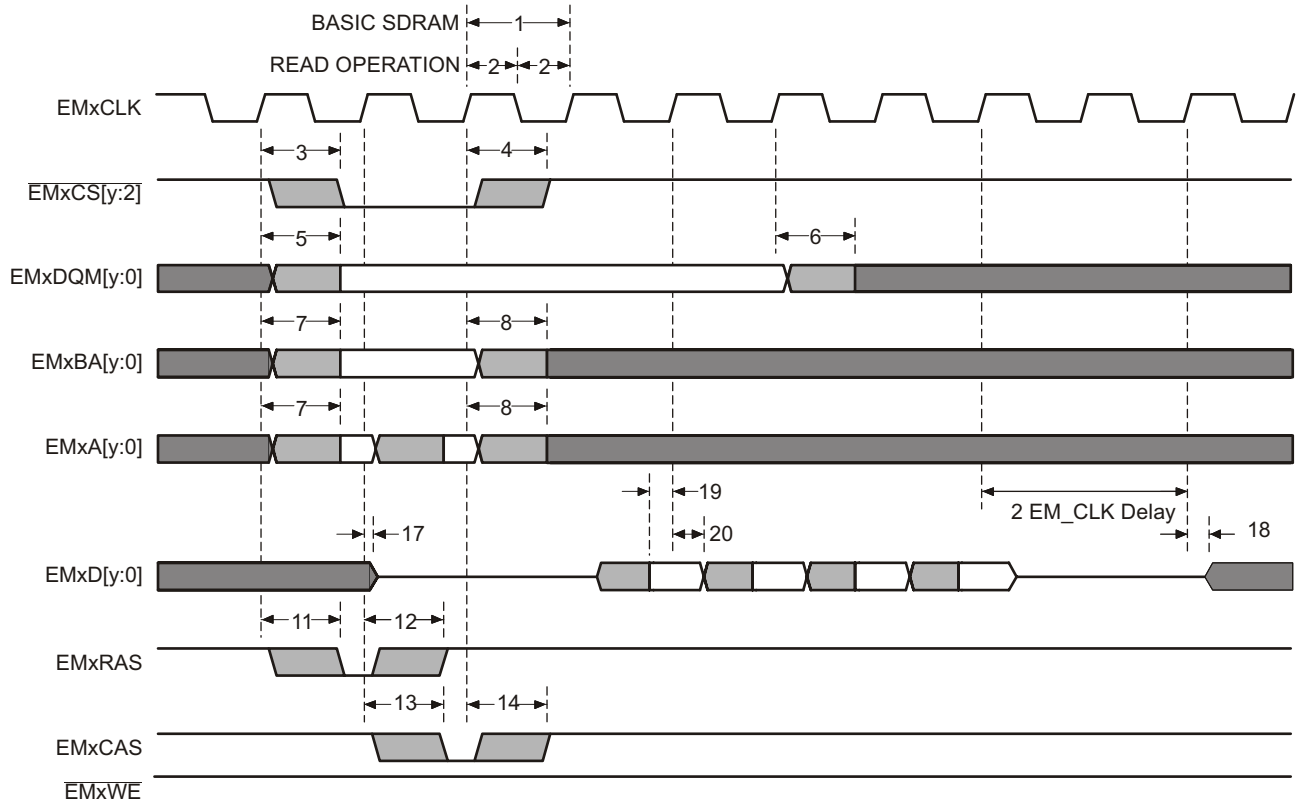 BASIC SDRAM 1
READ OPERATION 2 2
EMxCLK
3 4
EMxCS[y:2]
5 6
EMxDQM[y:0]
7 8
EMxBA[y:0]
7 8
EMxA[y:0]
19
2 EM_CLK Delay
17 20 18
EMxD[y:0]
11 12
EMxRAS
13 14
EMxCAS
EMxWE